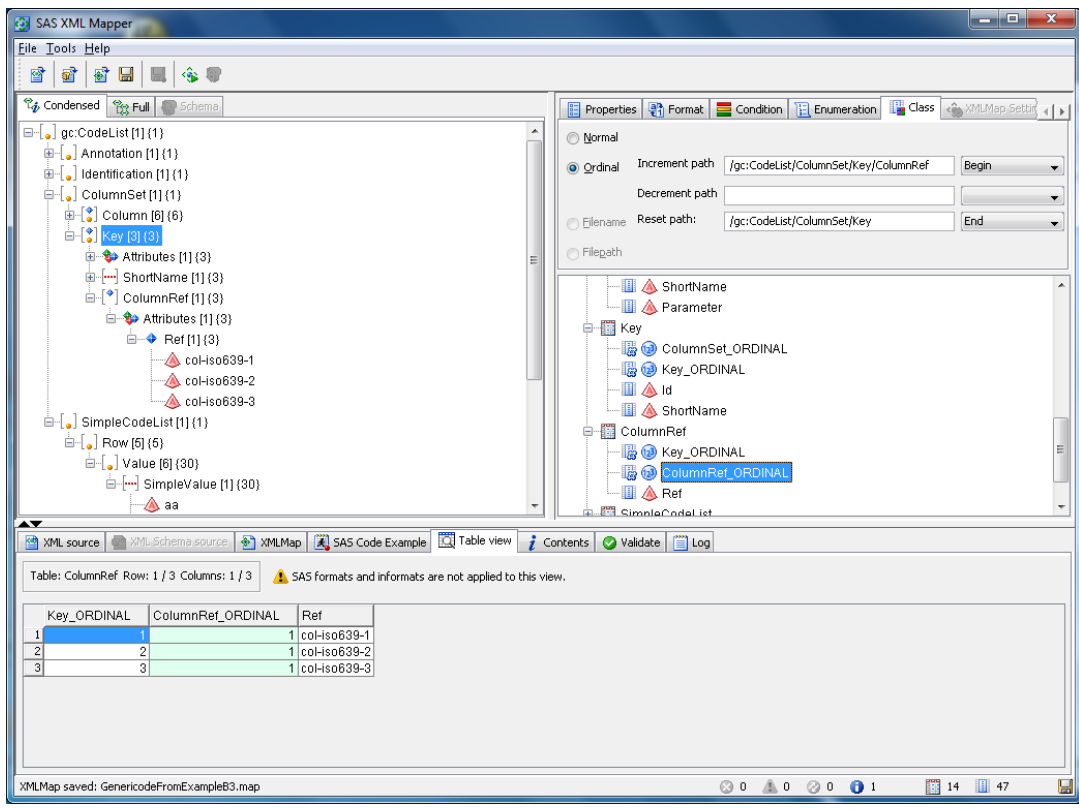 SAS XML Mapper
File Tools Help
Condensed Full Schema
gc:CodeList [1] {1}
Annotation [1] {1}
Identification [1] {1}
ColumnSet [1] {1}
Column [6] {6}
Key [3] {3}
Attributes [1] {3}
ShortName [1] {3}
ColumnRef [1] {3}
Attributes [1] {3}
Ref [1] {3}
col-iso639-1
col-iso639-2
col-iso639-3
SimpleCodeList [1] {1}
Row [5] {5}
Value [6] {30}
SimpleValue [1] {30}
aa
Properties Format Condition Enumeration Class XMLMap Settin
Normal
Ordinal Increment path /gc:CodeList/ColumnSet/Key/ColumnRef Begin
Decrement path
Filename Reset path: /gc:CodeList/ColumnSet/Key End
Filepath
ShortName
Parameter
Key
ColumnSet_ORDINAL
Key_ORDINAL
Id
ShortName
ColumnRef
Key_ORDINAL
ColumnRef_ORDINAL
Ref
SimpleCodeList
XML source XML Schema source XMLMap SAS Code Example Table view Contents Validate Log
Table: ColumnRef Row: 1 / 3 Columns: 1 / 3 SAS formats and informats are not applied to this view.
Key_ORDINAL ColumnRef_ORDINAL Ref
1 1 1 col-iso639-1
2 2 1 col-iso639-2
3 3 1 col-iso639-3
XMLMap saved: GenericodeFromExampleB3.map 0 0 0 1 14 47